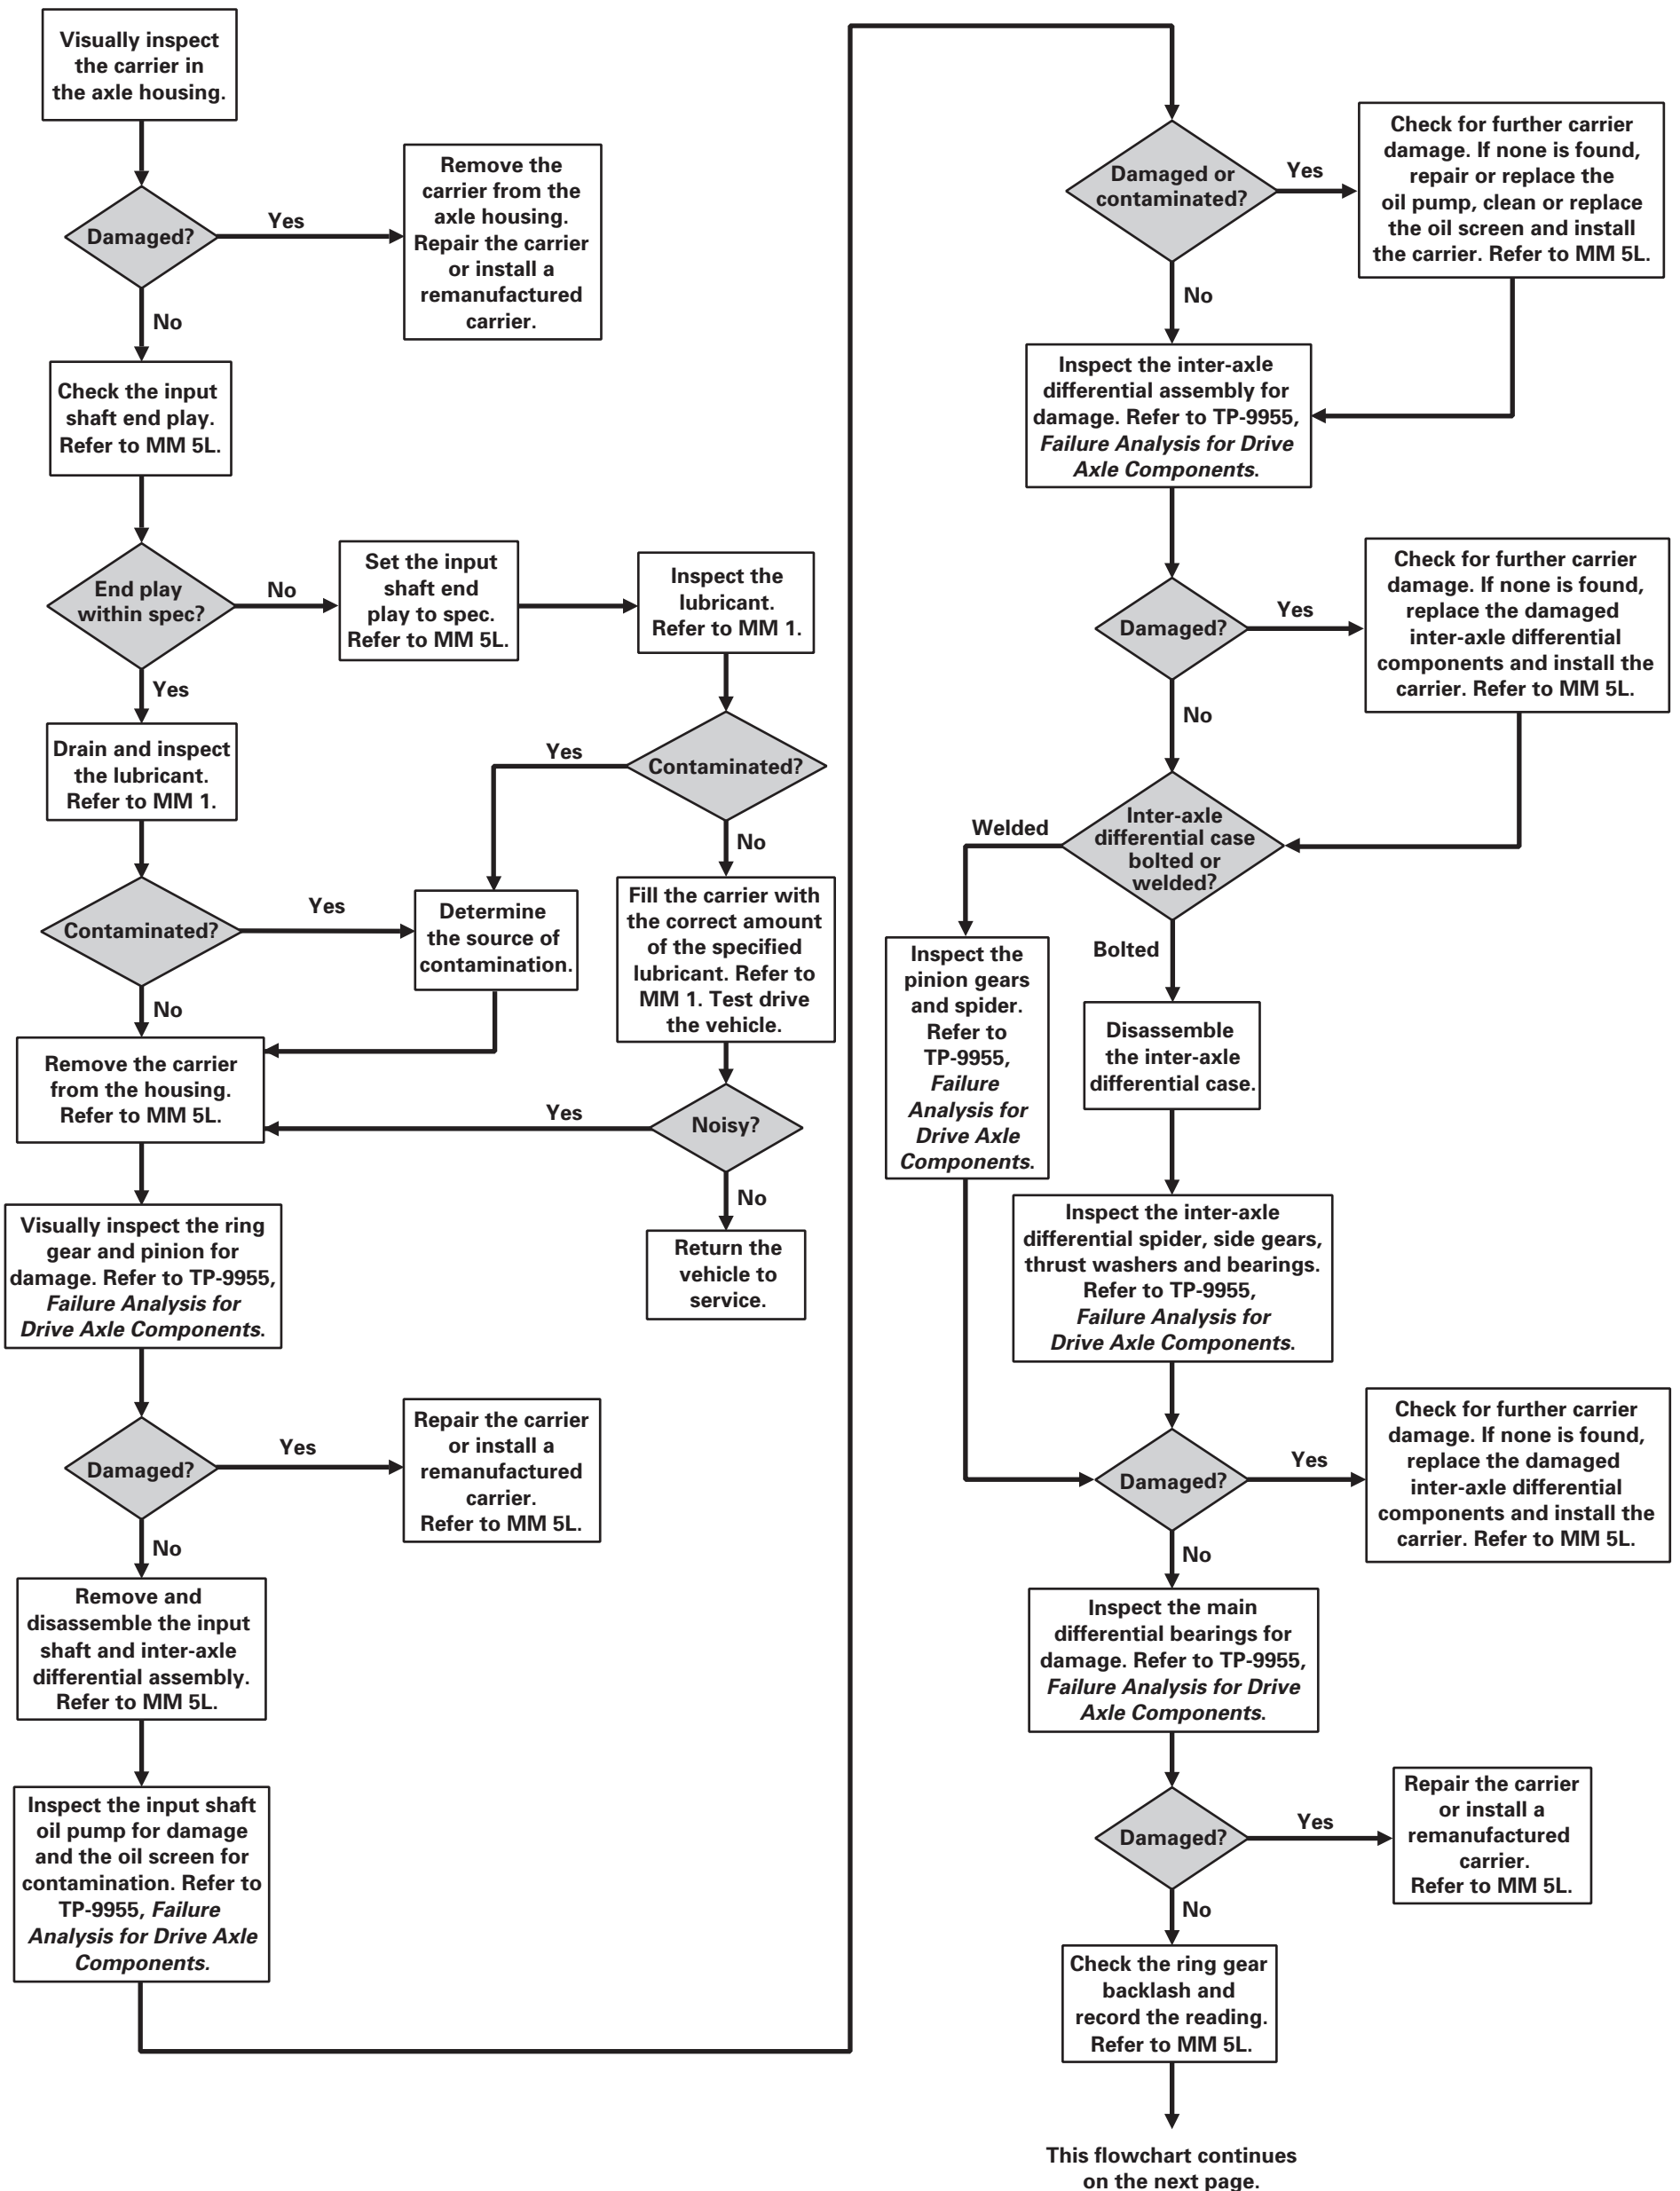 Visually inspect
the carrier in
the axle housing.
Damaged?
Yes
Remove the
carrier from the
axle housing.
Repair the carrier
or install a
remanufactured
carrier.
No
Check the input
shaft end play.
Refer to MM 5L.
End play
within spec?
No
Set the input
shaft end
play to spec.
Refer to MM 5L.
Inspect the
lubricant.
Refer to MM 1.
Yes
Drain and inspect
the lubricant.
Refer to MM 1.
Contaminated?
Yes
No
Contaminated?
Yes
Determine
the source of
contamination.
Fill the carrier with
the correct amount
of the specified
lubricant. Refer to
MM 1. Test drive
the vehicle.
No
Remove the carrier
from the housing.
Refer to MM 5L.
Yes
Noisy?
No
Return the
vehicle to
service.
Visually inspect the ring
gear and pinion for
damage. Refer to TP-9955,
Failure Analysis for
Drive Axle Components.
Damaged?
Yes
Repair the carrier
or install a
remanufactured
carrier.
Refer to MM 5L.
No
Remove and
disassemble the input
shaft and inter-axle
differential assembly.
Refer to MM 5L.
Inspect the input shaft
oil pump for damage
and the oil screen for
contamination. Refer to
TP-9955, Failure
Analysis for Drive Axle
Components.
Damaged or
contaminated?
Yes
Check for further carrier
damage. If none is found,
repair or replace the
oil pump, clean or replace
the oil screen and install
the carrier. Refer to MM 5L.
No
Inspect the inter-axle
differential assembly for
damage. Refer to TP-9955,
Failure Analysis for Drive
Axle Components.
Damaged?
Yes
Check for further carrier
damage. If none is found,
replace the damaged
inter-axle differential
components and install the
carrier. Refer to MM 5L.
No
Inter-axle
differential case
bolted or
welded?
Welded
Inspect the
pinion gears
and spider.
Refer to
TP-9955,
Failure
Analysis for
Drive Axle
Components.
Bolted
Disassemble
the inter-axle
differential case.
Inspect the inter-axle
differential spider, side gears,
thrust washers and bearings.
Refer to TP-9955,
Failure Analysis for
Drive Axle Components.
Damaged?
Yes
Check for further carrier
damage. If none is found,
replace the damaged
inter-axle differential
components and install the
carrier. Refer to MM 5L.
No
Inspect the main
differential bearings for
damage. Refer to TP-9955,
Failure Analysis for Drive
Axle Components.
Damaged?
Yes
Repair the carrier
or install a
remanufactured
carrier.
Refer to MM 5L.
No
Check the ring gear
backlash and
record the reading.
Refer to MM 5L.
This flowchart continues
on the next page.